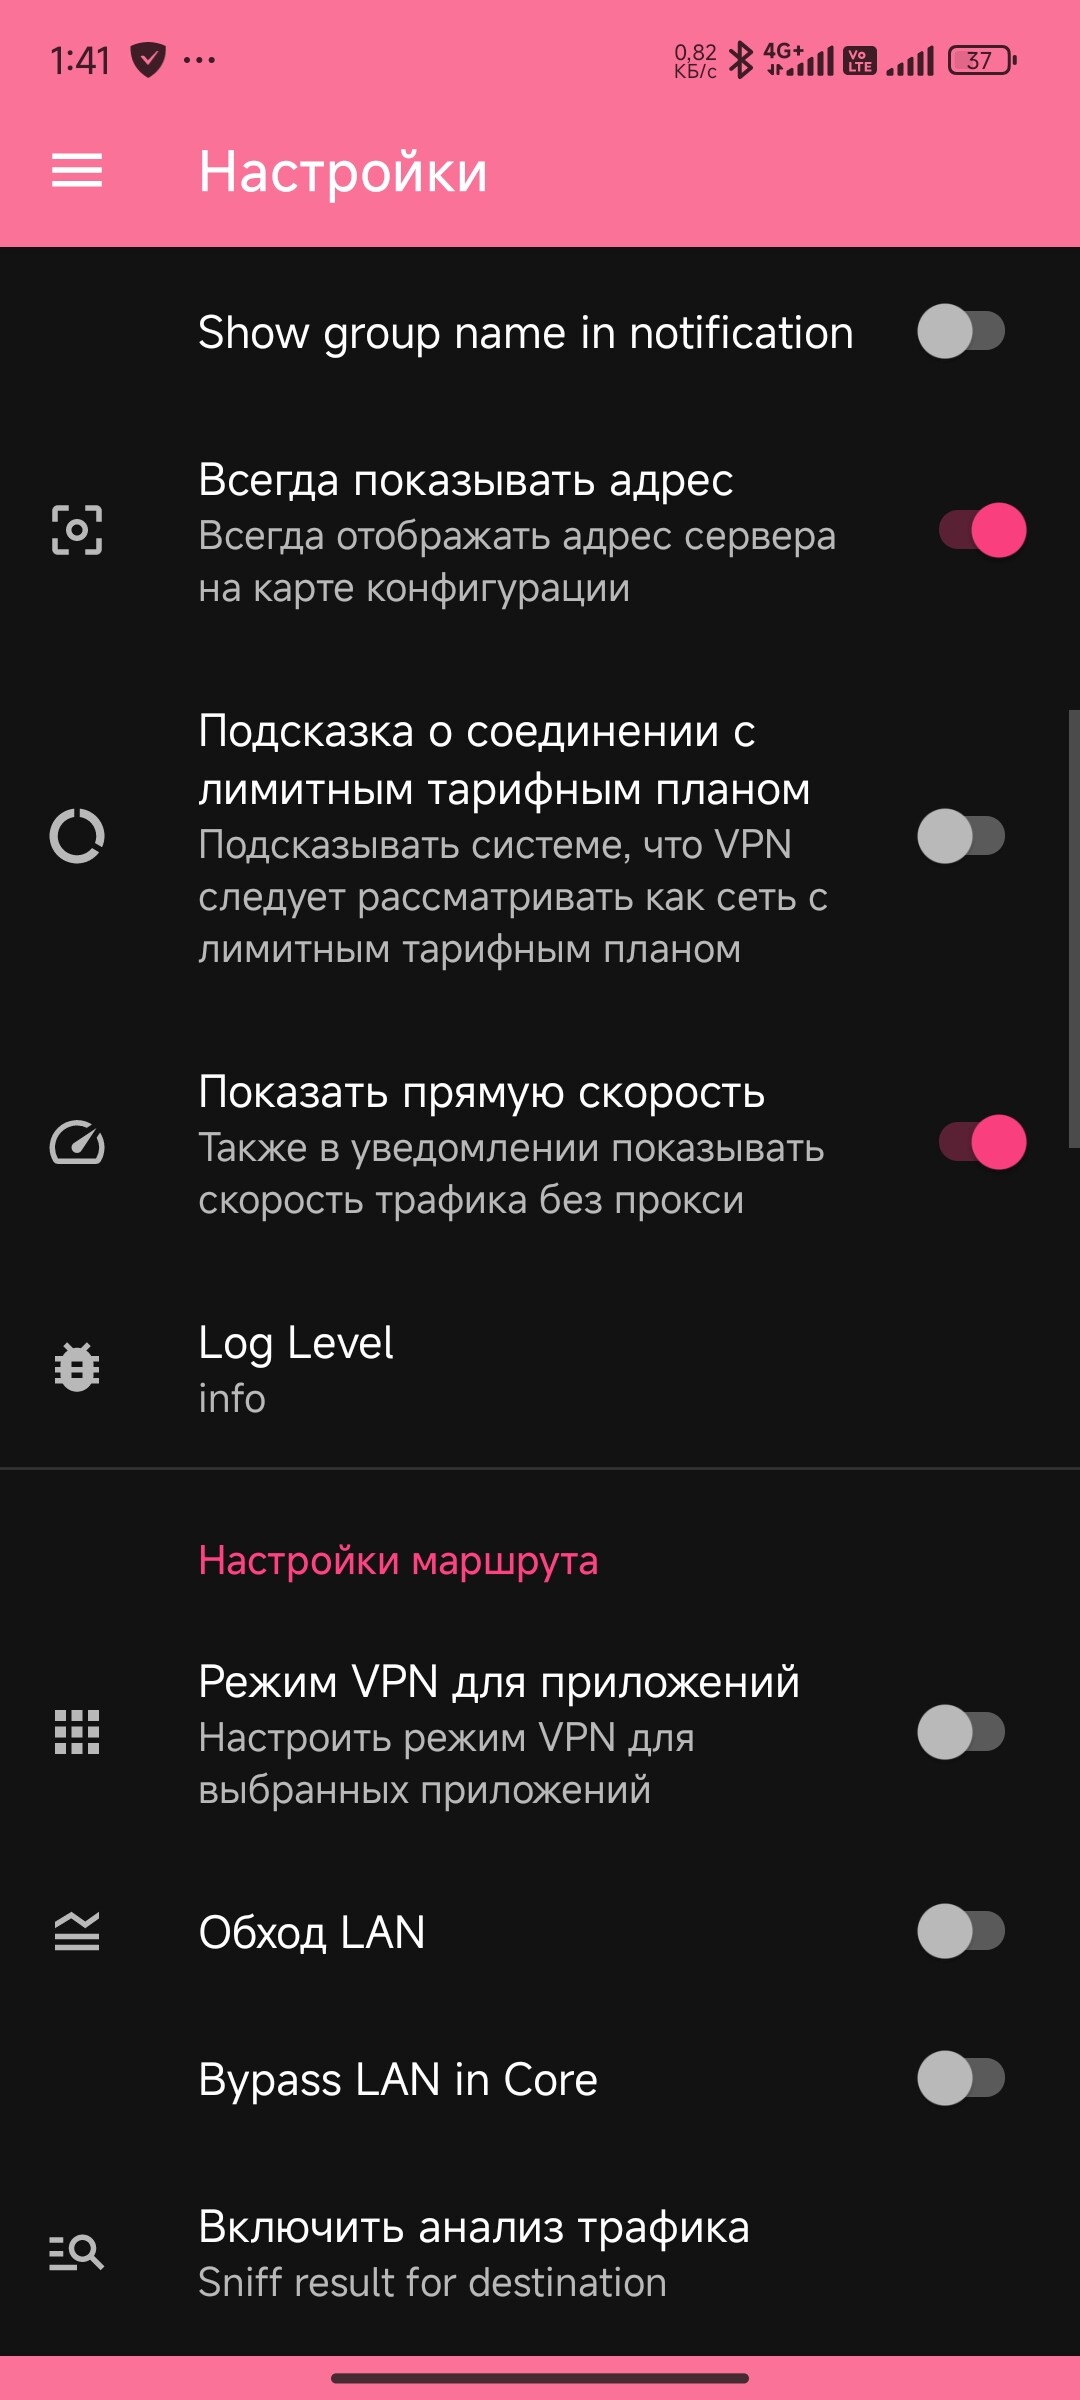 1:41
0,82
КБ/с
4G+
Vo
LTE
37
Настройки
Show group name in notification
Всегда показывать адрес
Всегда отображать адрес сервера
на карте конфигурации
Подсказка о соединении с
лимитным тарифным планом
Подсказывать системе, что VPN
следует рассматривать как сеть с
лимитным тарифным планом
Показать прямую скорость
Также в уведомлении показывать
скорость трафика без прокси
Log Level
info
Настройки маршрута
Режим VPN для приложений
Настроить режим VPN для
выбранных приложений
Обход LAN
Bypass LAN in Core
Включить анализ трафика
Sniff result for destination